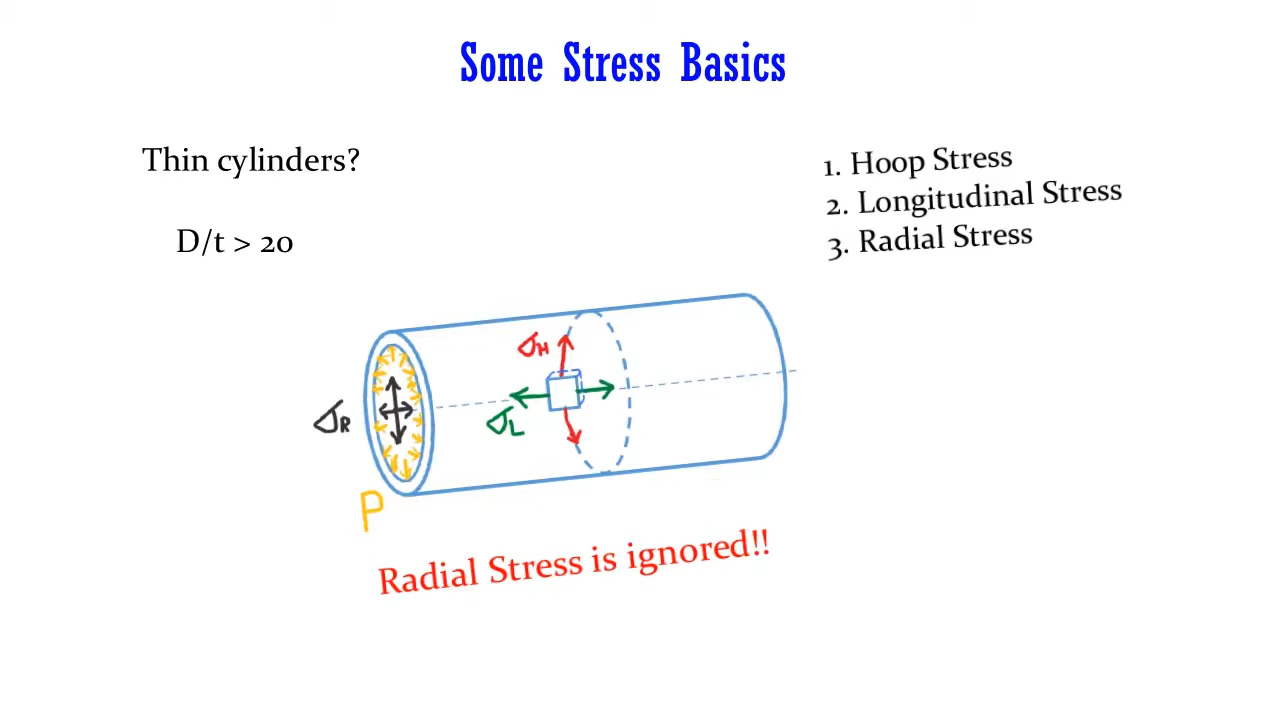 Some Stress Basics
Thin cylinders?
D/t > 20
1. Hoop Stress
2. Longitudinal Stress
3. Radial Stress
σH
σL
σR
P
Radial Stress is ignored!!